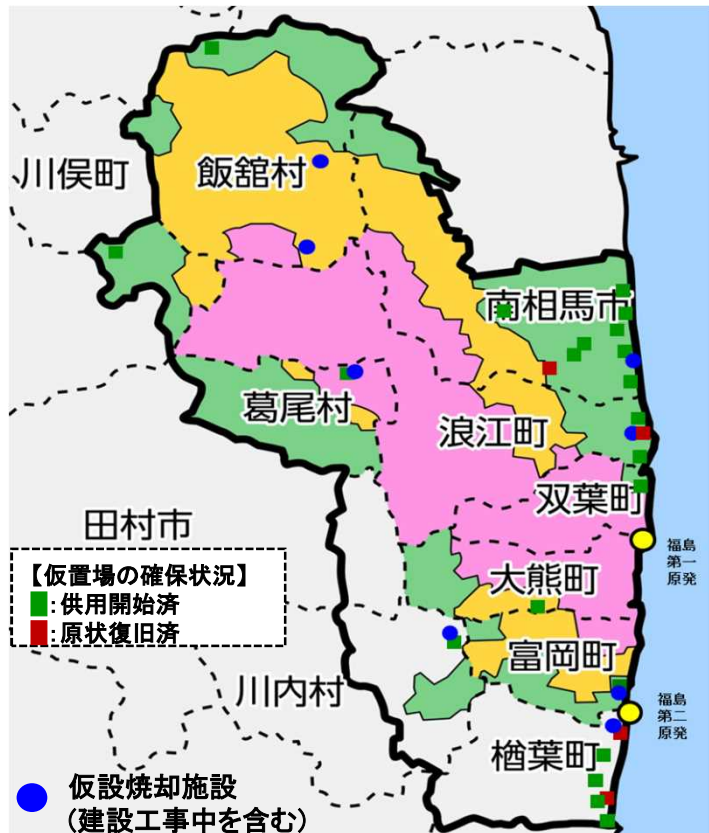 川俣町
飯舘村
南相馬市
葛尾村
浪江町
双葉町
田村市
福島
第一
原発
【仮置場の確保状況】
:供用開始済
:原状復旧済
大熊町
富岡町
川内村
福島
第二
原発
楢葉町
仮設焼却施設
(建設工事中を含む)